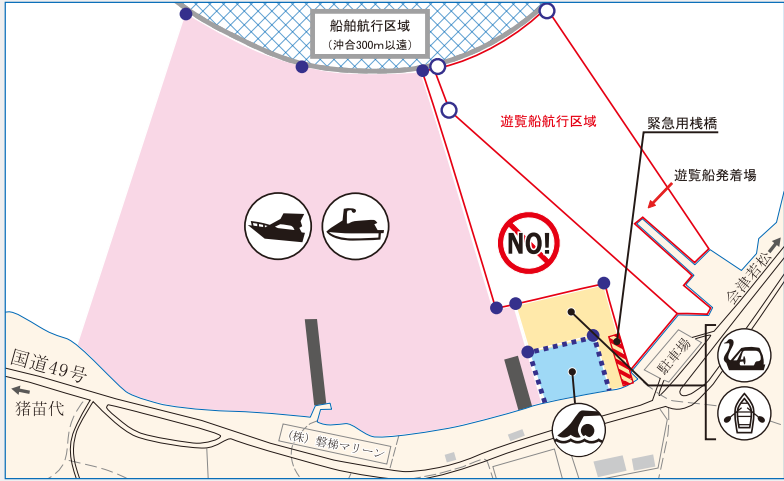 船舶航行区域
(沖合300m以遠)
遊覧船航行区域
緊急用桟橋
遊覧船発着場
NO!
会津若松
駐車場
国道49号
猪苗代
(株)磐梯マリーン